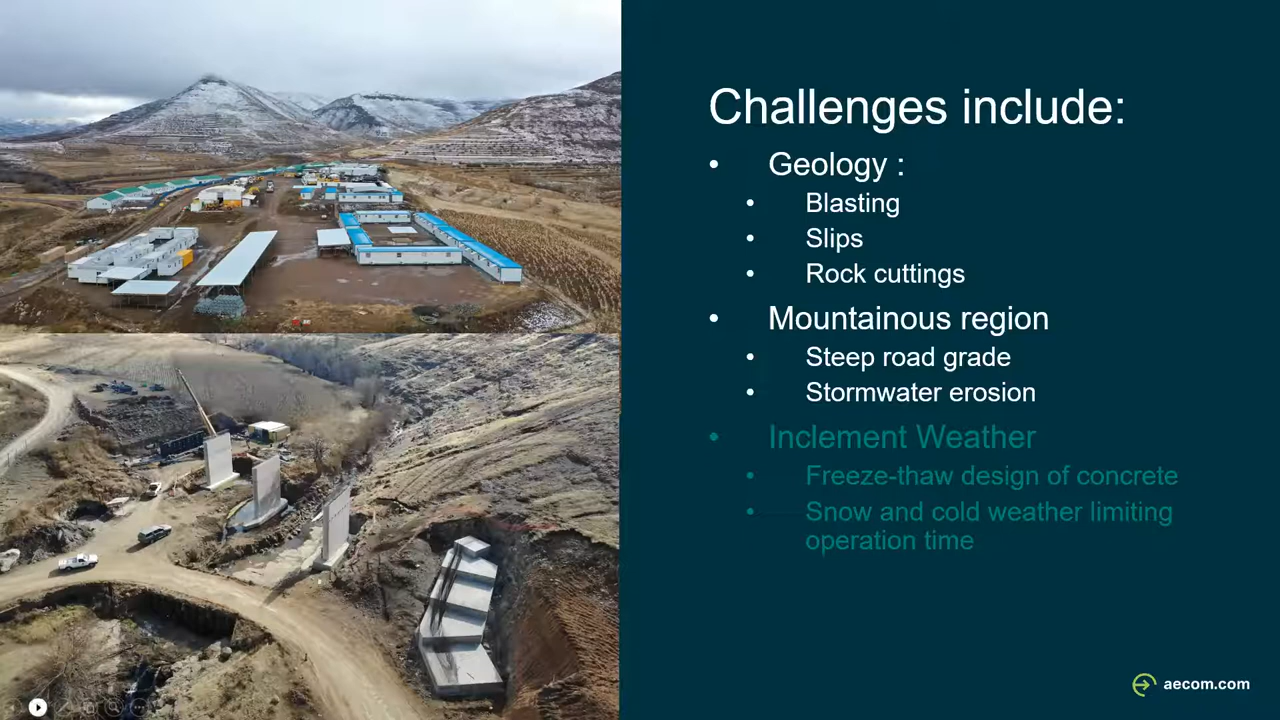 Challenges include:
• Geology :
• Blasting
• Slips
• Rock cuttings
• Mountainous region
• Steep road grade
• Stormwater erosion
• Inclement Weather
• Freeze-thaw design of concrete
• Snow and cold weather limiting
operation time
aecom.com